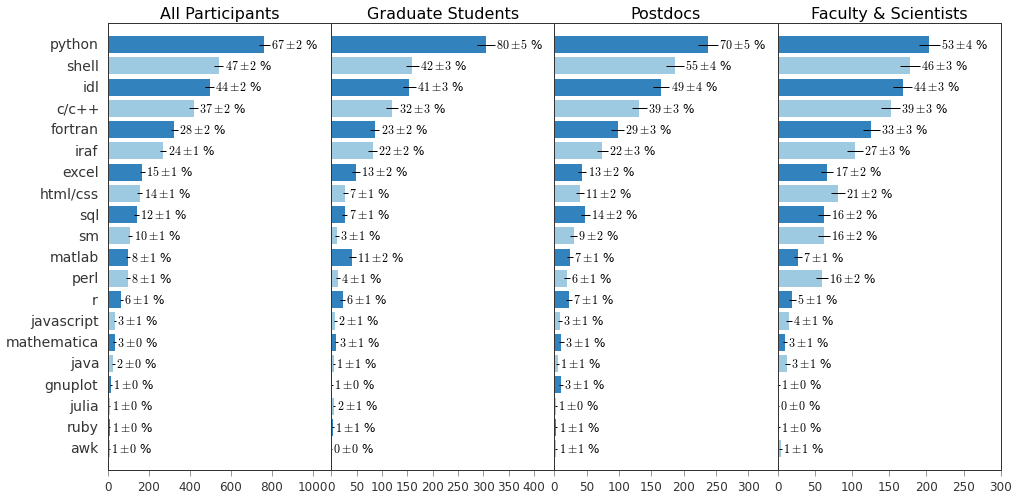 All Participants Graduate Students Postdocs Faculty & Scientists
python 67 ± 2 % 80 ± 5 % 70 ± 5 % 53 ± 4 %
shell 47 ± 2 % 42 ± 3 % 55 ± 4 % 46 ± 3 %
idl 44 ± 2 % 41 ± 3 % 49 ± 4 % 44 ± 3 %
c/c++ 37 ± 2 % 32 ± 3 % 39 ± 3 % 39 ± 3 %
fortran 28 ± 2 % 23 ± 2 % 29 ± 3 % 33 ± 3 %
iraf 24 ± 1 % 22 ± 2 % 22 ± 3 % 27 ± 3 %
excel 15 ± 1 % 13 ± 2 % 13 ± 2 % 17 ± 2 %
html/css 14 ± 1 % 7 ± 1 % 11 ± 2 % 21 ± 2 %
sql 12 ± 1 % 7 ± 1 % 14 ± 2 % 16 ± 2 %
sm 10 ± 1 % 3 ± 1 % 9 ± 2 % 16 ± 2 %
matlab 8 ± 1 % 11 ± 2 % 7 ± 1 % 7 ± 1 %
perl 8 ± 1 % 4 ± 1 % 6 ± 1 % 16 ± 2 %
r 6 ± 1 % 6 ± 1 % 7 ± 1 % 5 ± 1 %
javascript 3 ± 1 % 2 ± 1 % 3 ± 1 % 4 ± 1 %
mathematica 3 ± 0 % 3 ± 1 % 3 ± 1 % 3 ± 1 %
java 2 ± 0 % 1 ± 1 % 1 ± 1 % 3 ± 1 %
gnuplot 1 ± 0 % 1 ± 0 % 3 ± 1 % 1 ± 0 %
julia 1 ± 0 % 2 ± 1 % 1 ± 0 % 0 ± 0 %
ruby 1 ± 0 % 1 ± 1 % 1 ± 1 % 1 ± 0 %
awk 1 ± 0 % 0 ± 0 % 1 ± 1 % 1 ± 1 %
0 200 400 600 800 1000 0 50 100 150 200 250 300 350 400 0 50 100 150 200 250 300 0 50 100 150 200 250 300